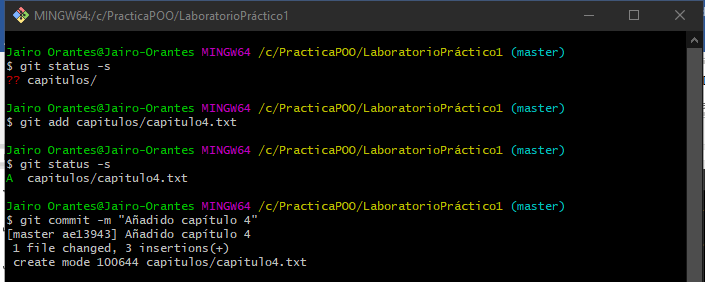 MINGW64:/c/PracticaPOO/LaboratorioPráctico1
Jairo Orantes@Jairo-Orantes MINGW64 /c/PracticaPOO/LaboratorioPráctico1 (master)
$ git status -s
?? capitulos/
Jairo Orantes@Jairo-Orantes MINGW64 /c/PracticaPOO/LaboratorioPráctico1 (master)
$ git add capitulos/capitulo4.txt
Jairo Orantes@Jairo-Orantes MINGW64 /c/PracticaPOO/LaboratorioPráctico1 (master)
$ git status -s
A  capitulos/capitulo4.txt
Jairo Orantes@Jairo-Orantes MINGW64 /c/PracticaPOO/LaboratorioPráctico1 (master)
$ git commit -m "Añadido capítulo 4"
[master ae13943] Añadido capítulo 4
 1 file changed, 3 insertions(+)
 create mode 100644 capitulos/capitulo4.txt